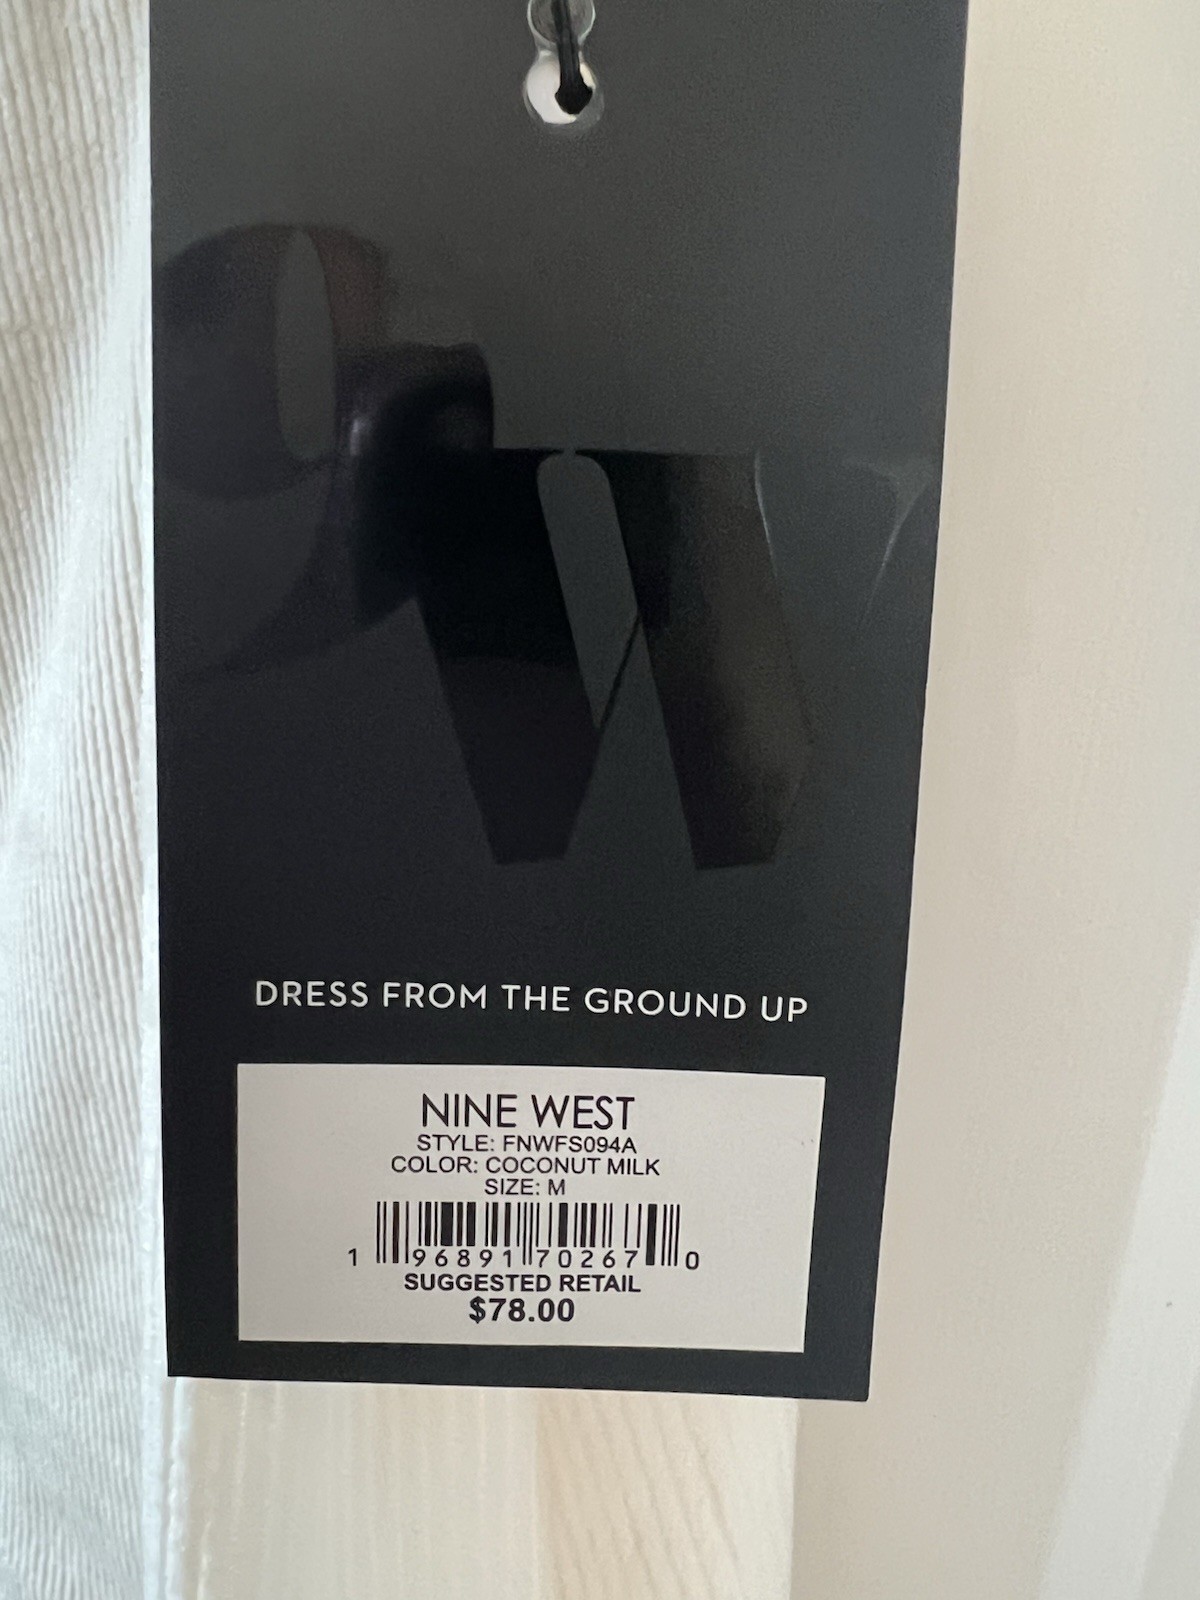 9W
DRESS FROM THE GROUND UP
NINE WEST
STYLE: FNWFS094A
COLOR: COCONUT MILK
SIZE: M
1 96891 70267 0
SUGGESTED RETAIL
$78.00